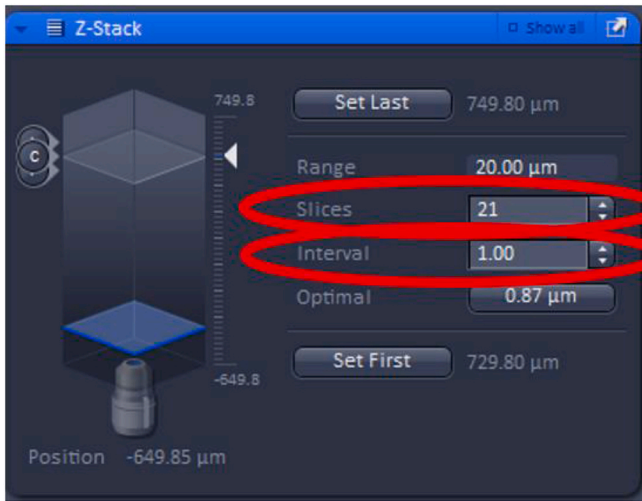 Z-Stack
Show all
749.8
Set Last 749.80 µm
C
Range 20.00 µm
Slices 21
Interval 1.00
Optimal 0.87 µm
-649.8
Set First 729.80 µm
Position -649.85 µm